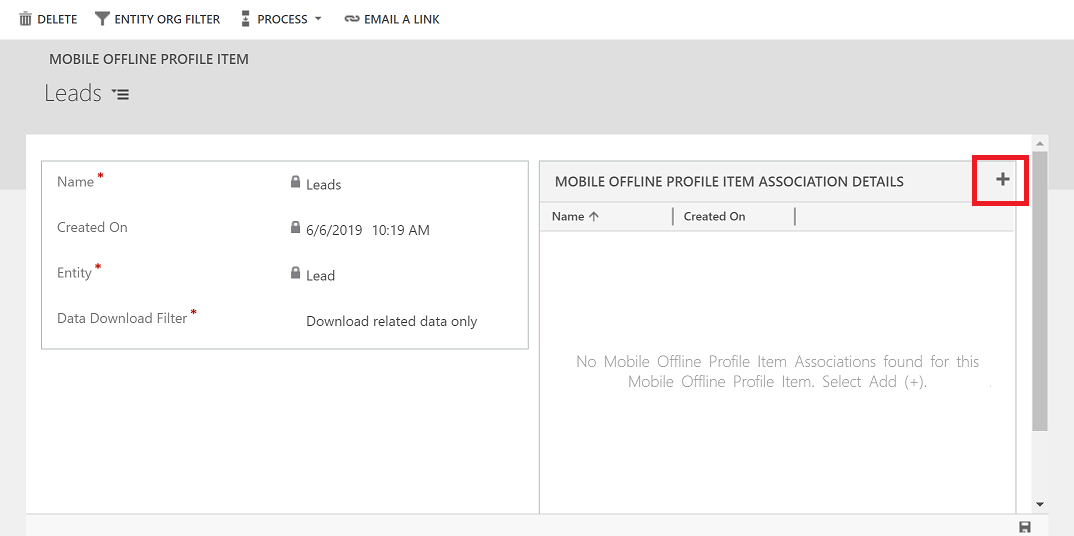 DELETE ENTITY ORG FILTER PROCESS EMAIL A LINK
MOBILE OFFLINE PROFILE ITEM
Leads
Name * Leads
Created On 6/6/2019 10:19 AM
Entity * Lead
Data Download Filter * Download related data only
MOBILE OFFLINE PROFILE ITEM ASSOCIATION DETAILS
Name Created On
No Mobile Offline Profile Item Associations found for this
Mobile Offline Profile Item. Select Add (+).